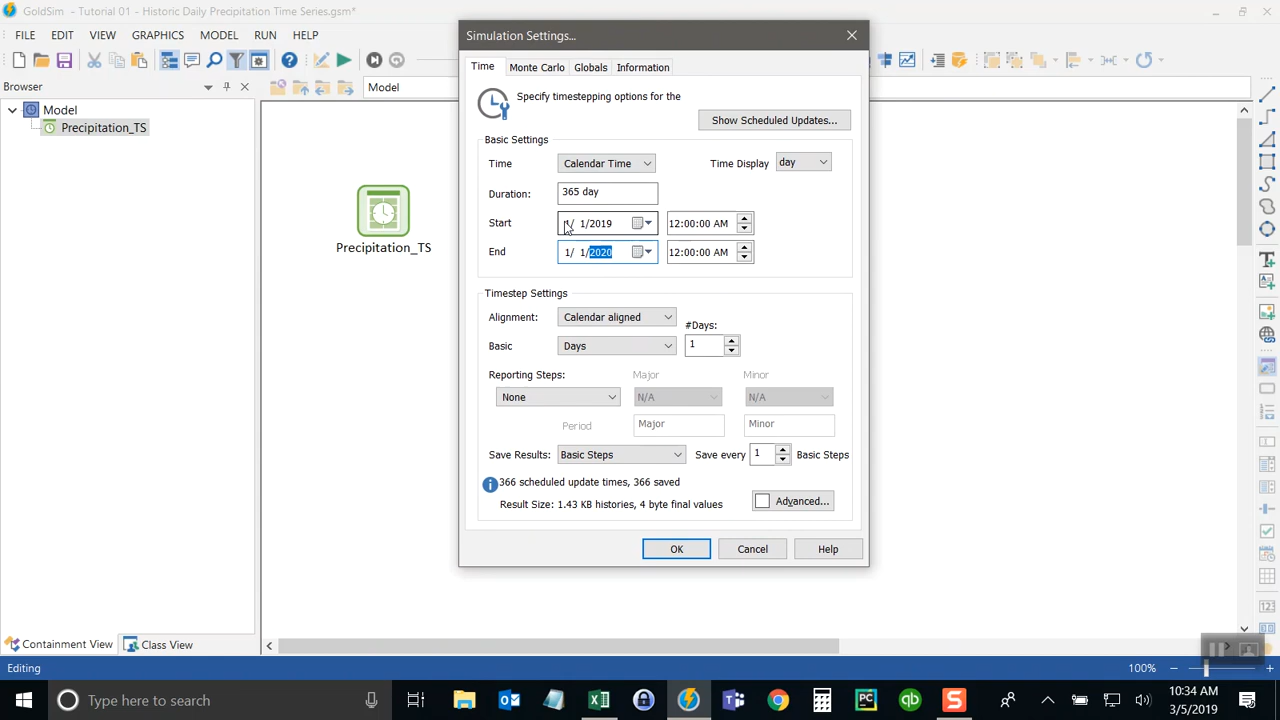 GoldSim - Tutorial 01 - Historic Daily Precipitation Time Series.gsm*
FILE EDIT VIEW GRAPHICS MODEL RUN HELP
Browser
Model
Model
Precipitation_TS
Precipitation_TS
Simulation Settings...
Time Monte Carlo Globals Information
Specify timestepping options for the
Show Scheduled Updates...
Basic Settings
Time Calendar Time Time Display day
Duration: 365 day
Start 1/ 1/2019 12:00:00 AM
End 1/ 1/2020 12:00:00 AM
Timestep Settings
Alignment: Calendar aligned #Days:
Basic Days 1
Reporting Steps: Major Minor
None N/A N/A
Period Major Minor
Save Results: Basic Steps Save every 1 Basic Steps
366 scheduled update times, 366 saved
Result Size: 1.43 KB histories, 4 byte final values Advanced...
OK Cancel Help
Containment View Class View
Editing 100%
Type here to search
10:34 AM
3/5/2019